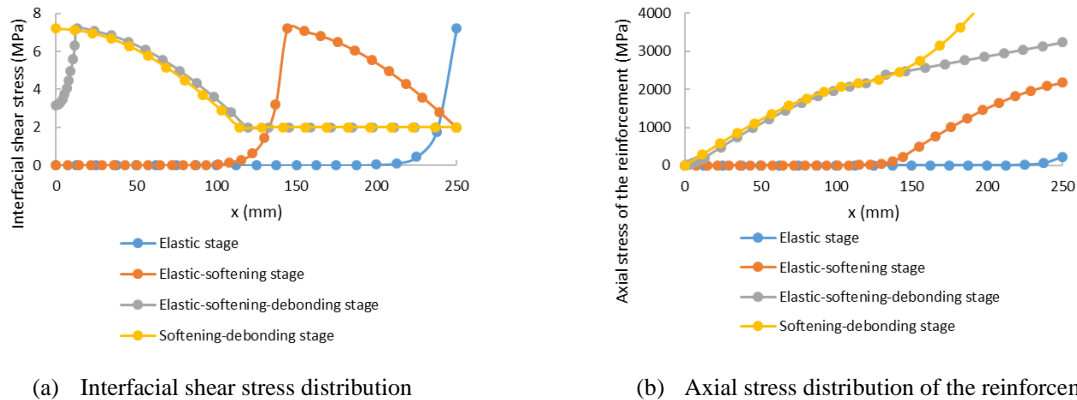 Interfacial shear stress (MPa)
8
6
4
2
0
0 50 100 150 200 250
x (mm)
Elastic stage
Elastic-softening stage
Elastic-softening-debonding stage
Softening-debonding stage
(a) Interfacial shear stress distribution
Axial stress of the reinforcement (MPa)
4000
3000
2000
1000
0
0 50 100 150 200 250
x (mm)
Elastic stage
Elastic-softening stage
Elastic-softening-debonding stage
Softening-debonding stage
(b) Axial stress distribution of the reinforcen